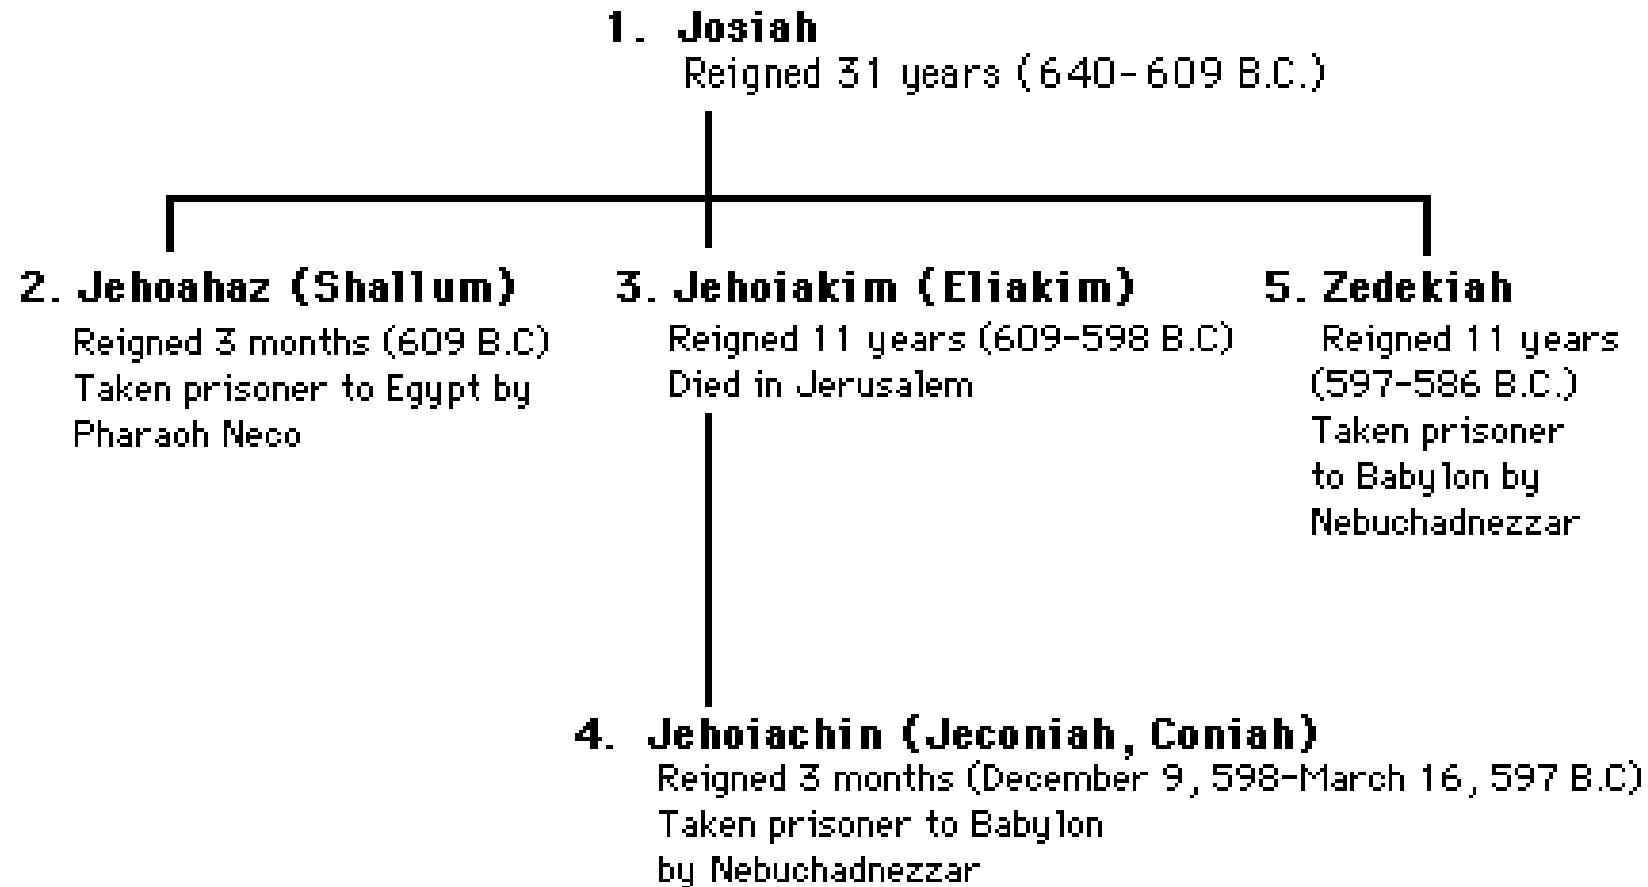 1. Josiah
Reigned 31 years (640-609 B.C.)
2. Jehoahaz (Shallum)
Reigned 3 months (609 B.C)
Taken prisoner to Egypt by
Pharaoh Neco
3. Jehoiakim (Eliakim)
Reigned 11 years (609-598 B.C)
Died in Jerusalem
5. Zedekiah
Reigned 11 years
(597-586 B.C.)
Taken prisoner
to Babylon by
Nebuchadnezzar
4. Jehoiachin (Jeconiah, Coniah)
Reigned 3 months (December 9, 598-March 16, 597 B.C)
Taken prisoner to Babylon
by Nebuchadnezzar